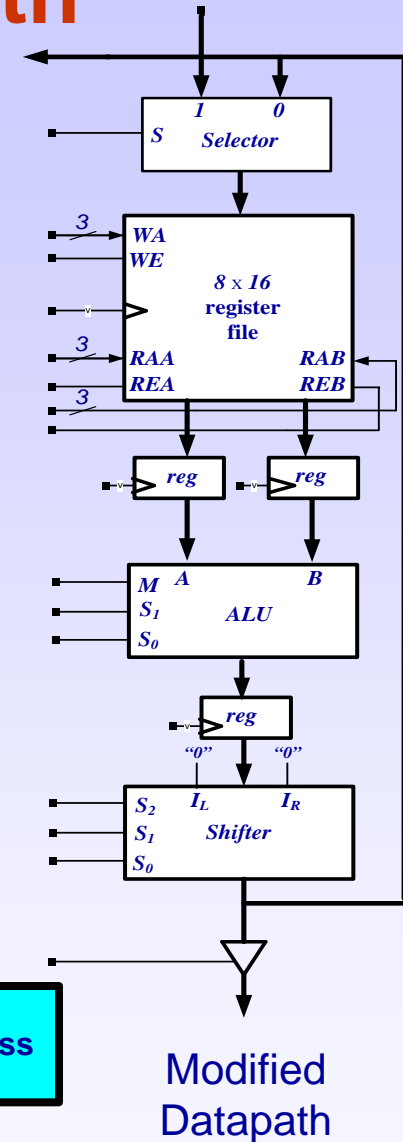 1 0
S Selector
3
WA
WE
8 x 16
register
file
3
RAA RAB
REA REB
3
reg reg
M A B
S1 ALU
S0
reg
“0” “0”
IL IR
S2
S1 Shifter
S0
Modified
Datapath